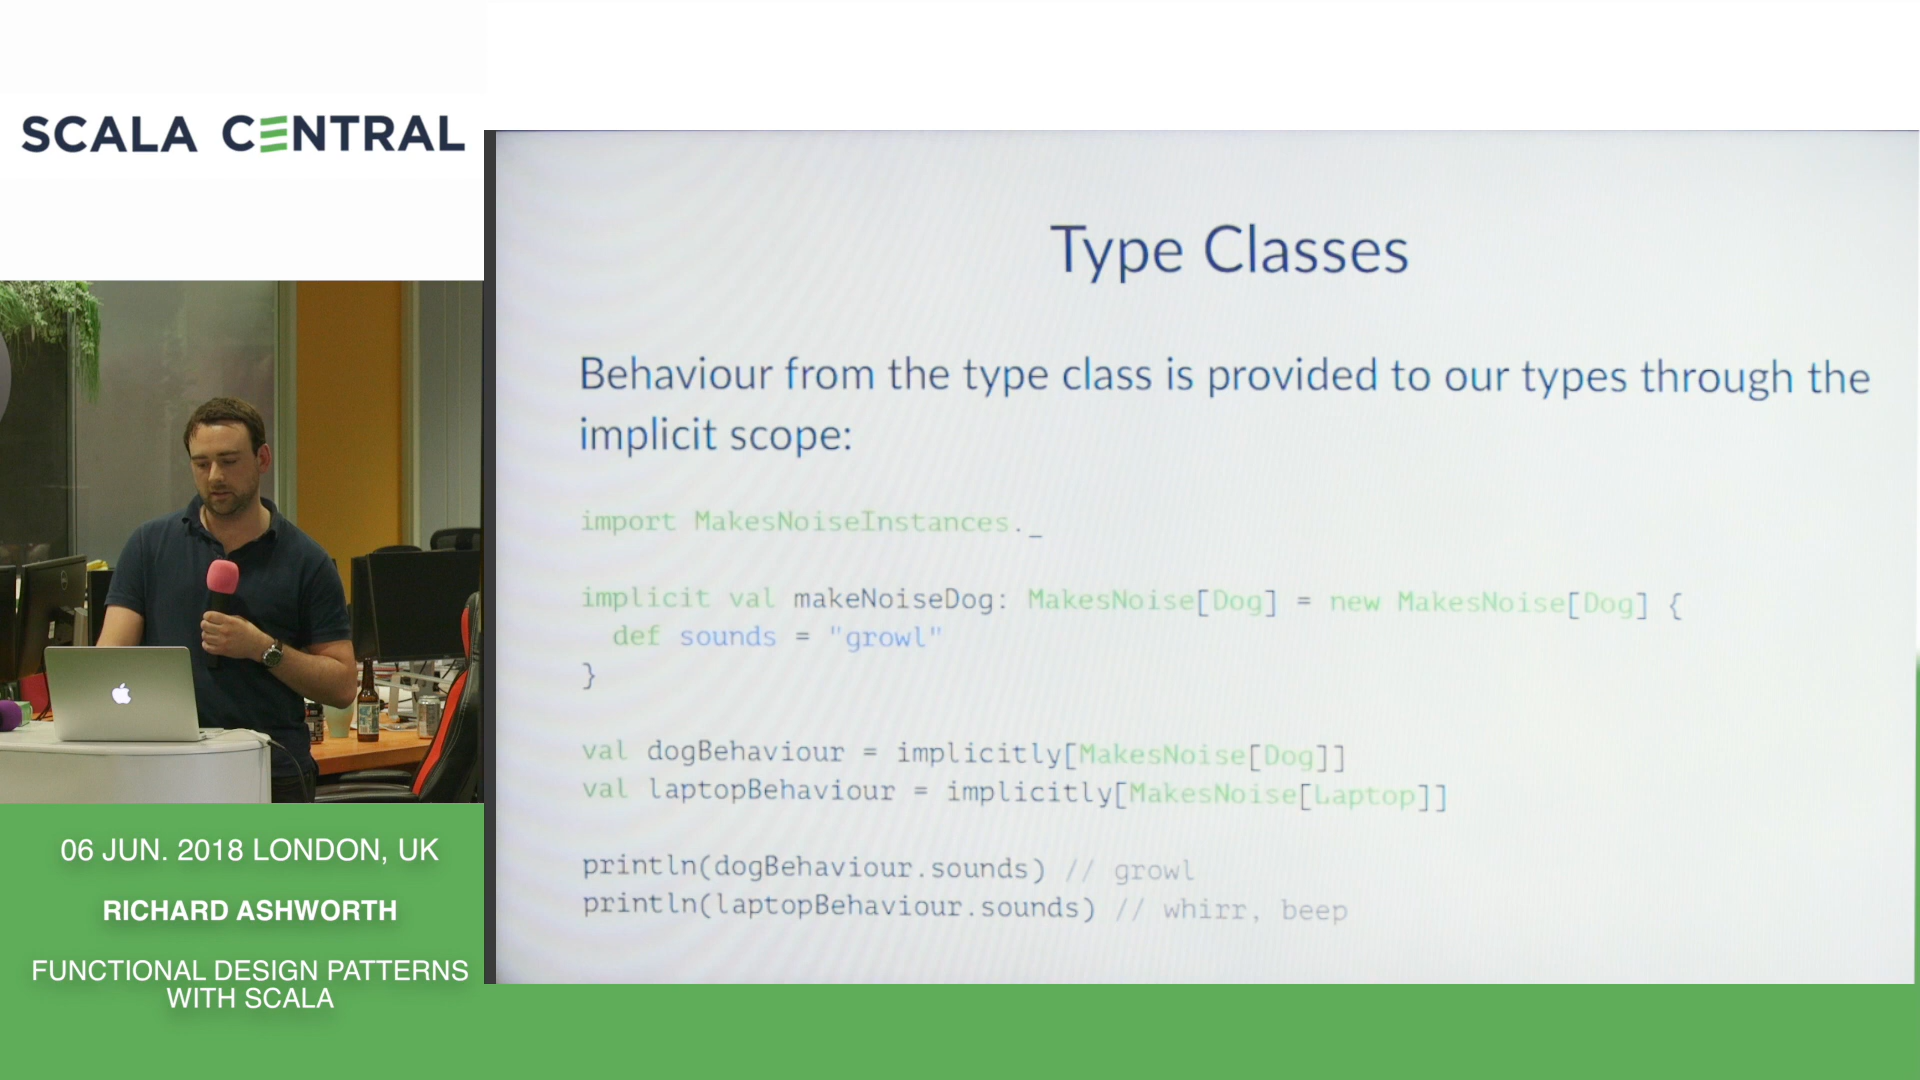 SCALA CENTRAL
06 JUN. 2018 LONDON, UK
RICHARD ASHWORTH
FUNCTIONAL DESIGN PATTERNS
WITH SCALA
Type Classes
Behaviour from the type class is provided to our types through the
implicit scope:
import MakesNoiseInstances._
implicit val makeNoiseDog: MakesNoise[Dog] = new MakesNoise[Dog] {
def sounds = "growl"
}
val dogBehaviour = implicitly[MakesNoise[Dog]]
val laptopBehaviour = implicitly[MakesNoise[Laptop]]
println(dogBehaviour.sounds) // growl
println(laptopBehaviour.sounds) // whirr, beep